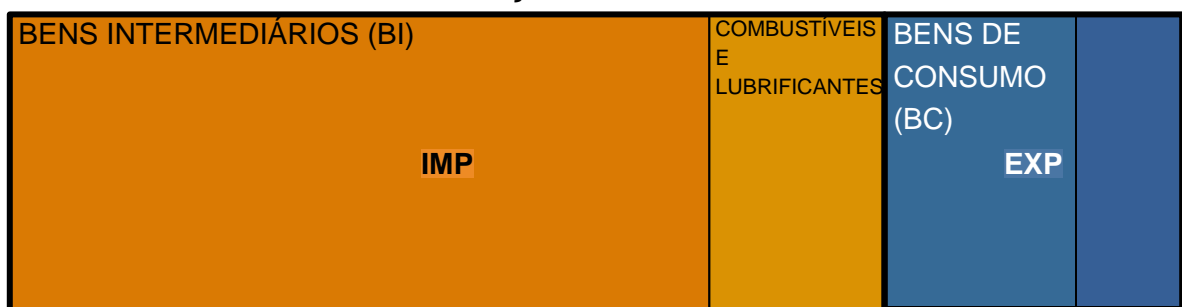 BENS INTERMEDIÁRIOS (BI)
COMBUSTÍVEIS
E
LUBRIFICANTES
BENS DE
CONSUMO
(BC)
IMP
EXP